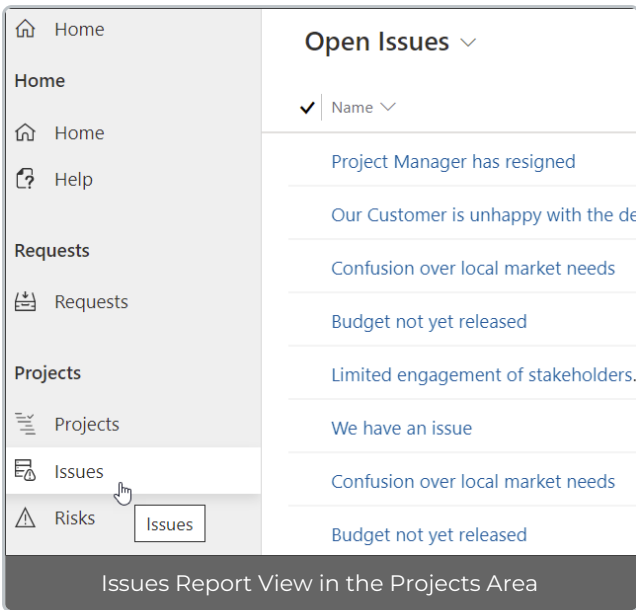 Home
Home
Home
Help
Requests
Requests
Projects
Projects
Issues
Risks
Issues
Open Issues
Name
Project Manager has resigned
Our Customer is unhappy with the de
Confusion over local market needs
Budget not yet released
Limited engagement of stakeholders.
We have an issue
Confusion over local market needs
Budget not yet released
Issues Report View in the Projects Area